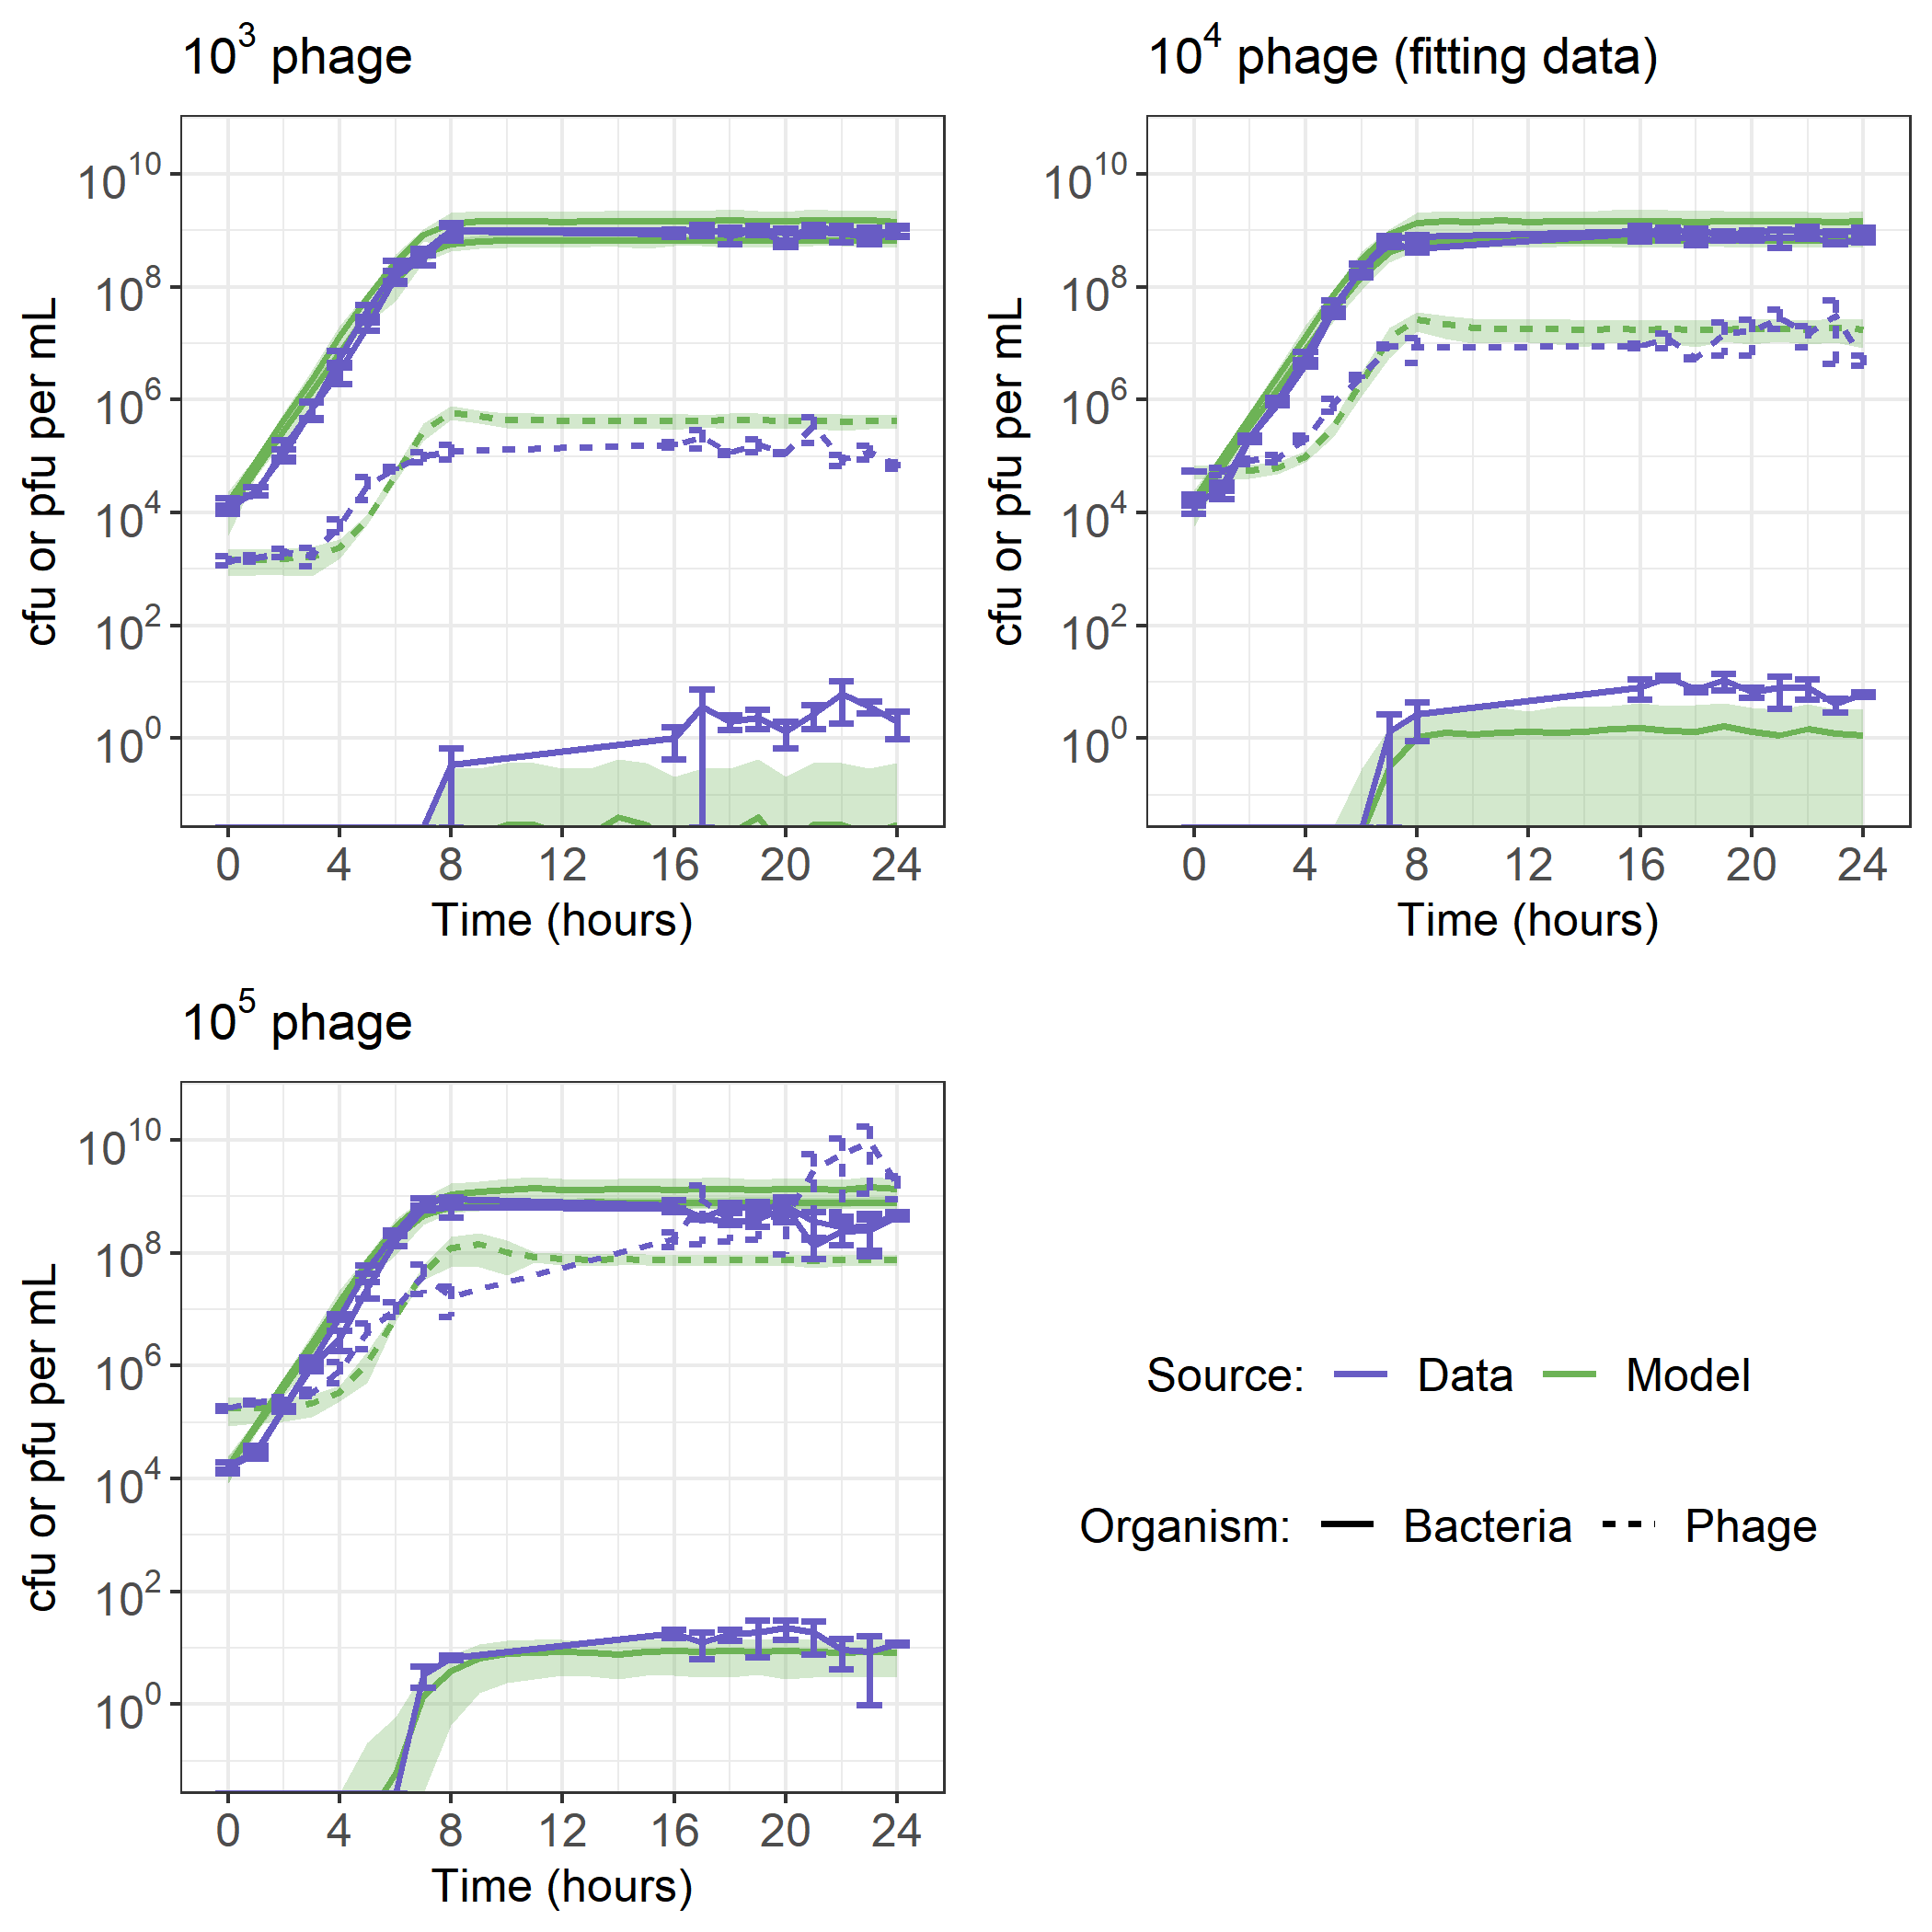 10³ phage
cfu or pfu per mL
10¹⁰
10⁸
10⁶
10⁴
10²
10⁰
0 4 8 12 16 20 24
Time (hours)
10⁴ phage (fitting data)
cfu or pfu per mL
10¹⁰
10⁸
10⁶
10⁴
10²
10⁰
0 4 8 12 16 20 24
Time (hours)
10⁵ phage
cfu or pfu per mL
10¹⁰
10⁸
10⁶
10⁴
10²
10⁰
0 4 8 12 16 20 24
Time (hours)
Source: Data Model
Organism: Bacteria Phage